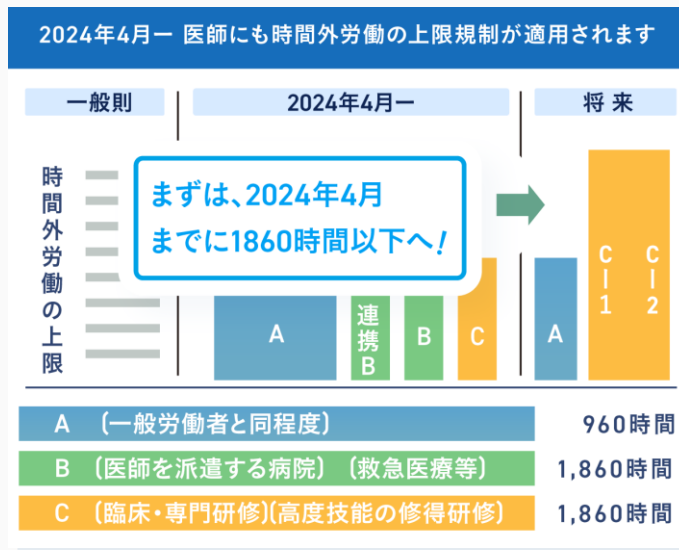 2024年4月ー 医師にも時間外労働の上限規制が適用されます
一般則
2024年4月ー
将来
時間外労働の上限
まずは、2024年4月
までに1860時間以下へ!
A
連携B
B
C
A
C-1
C-2
A (一般労働者と同程度) 960時間
B (医師を派遣する病院) (救急医療等) 1,860時間
C (臨床・専門研修)(高度技能の修得研修) 1,860時間